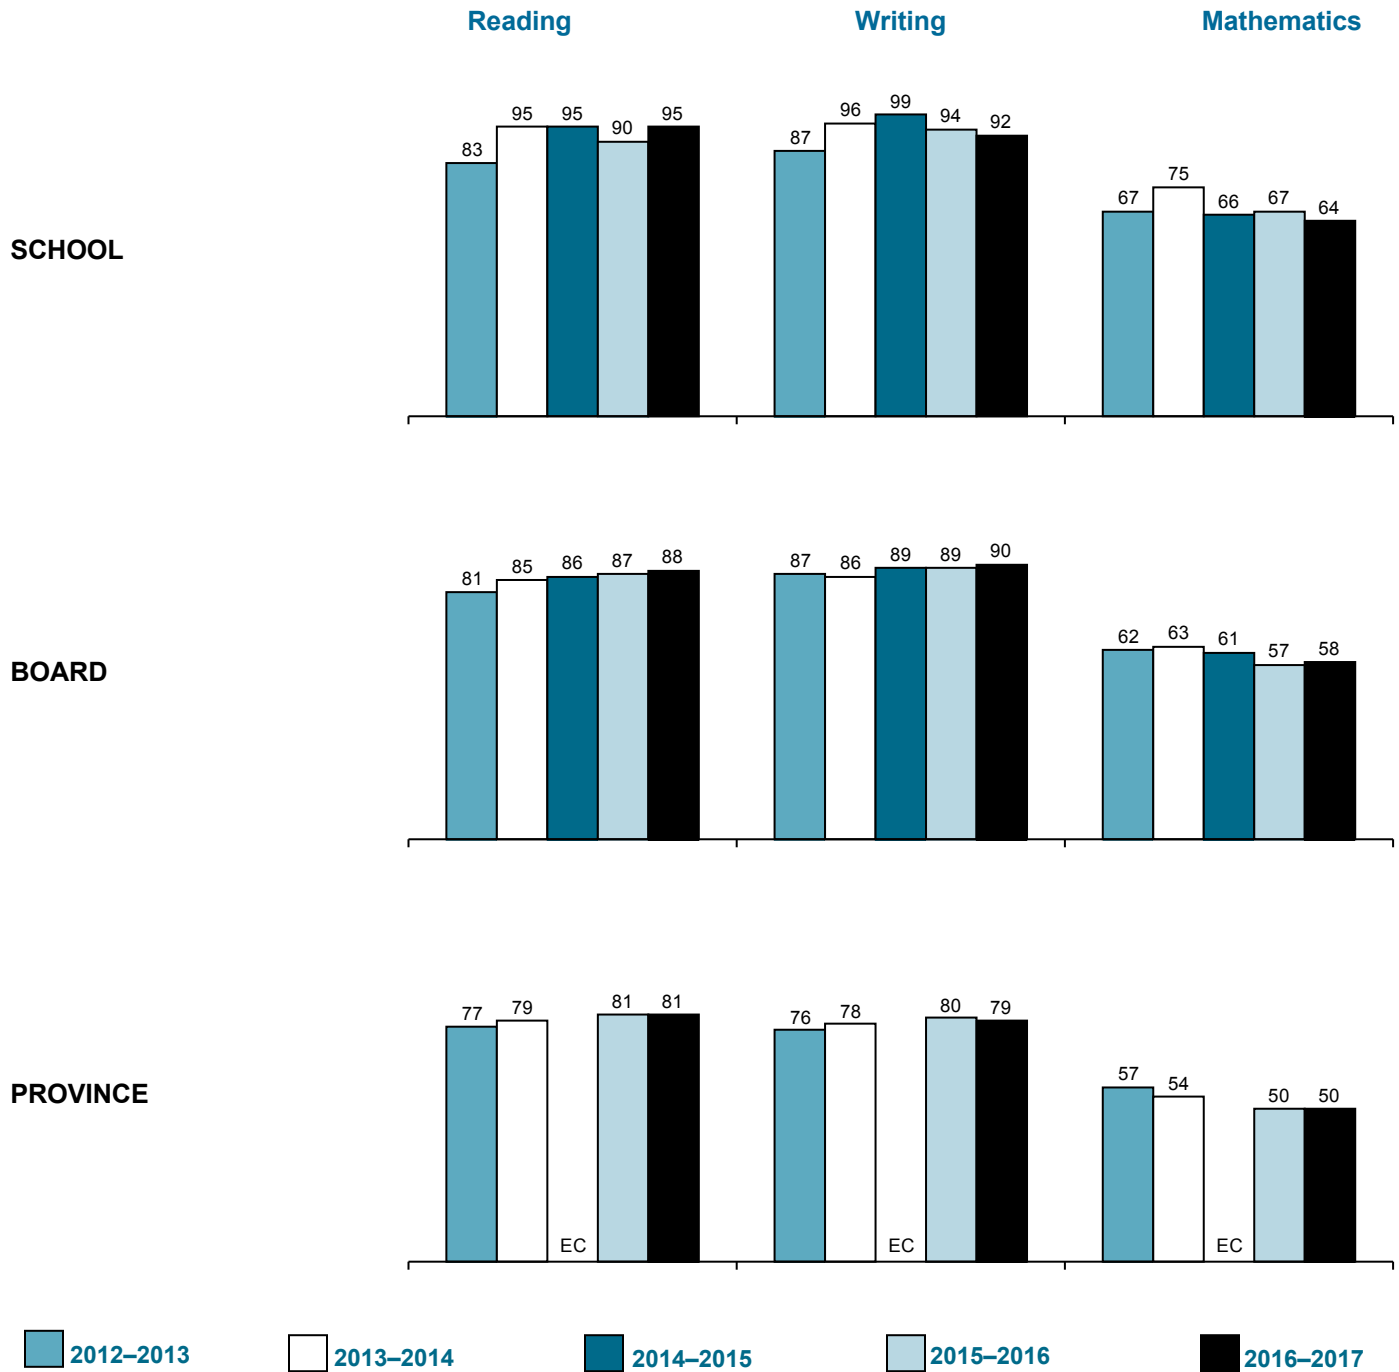 Reading Writing Mathematics
SCHOOL
83 95 95 90 95
87 96 99 94 92
67 75 66 67 64
BOARD
81 85 86 87 88
87 86 89 89 90
62 63 61 57 58
PROVINCE
77 79 EC 81 81
76 78 EC 80 79
57 54 EC 50 50
2012–2013 2013–2014 2014–2015 2015–2016 2016–2017